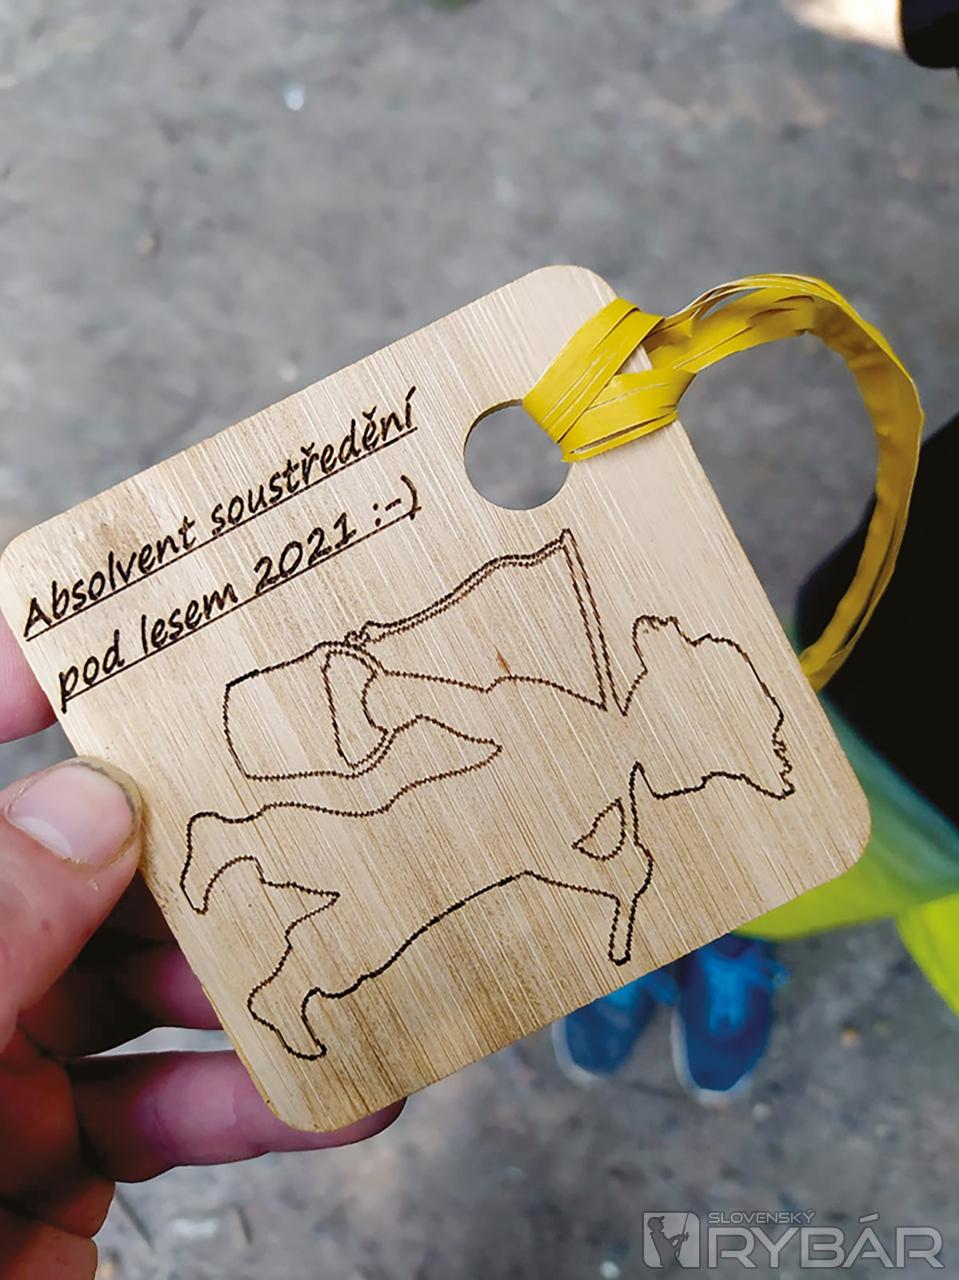 Absolvent soustředění
pod lesem 2021 :-)
SLOVENSKÝ
RYBÁR